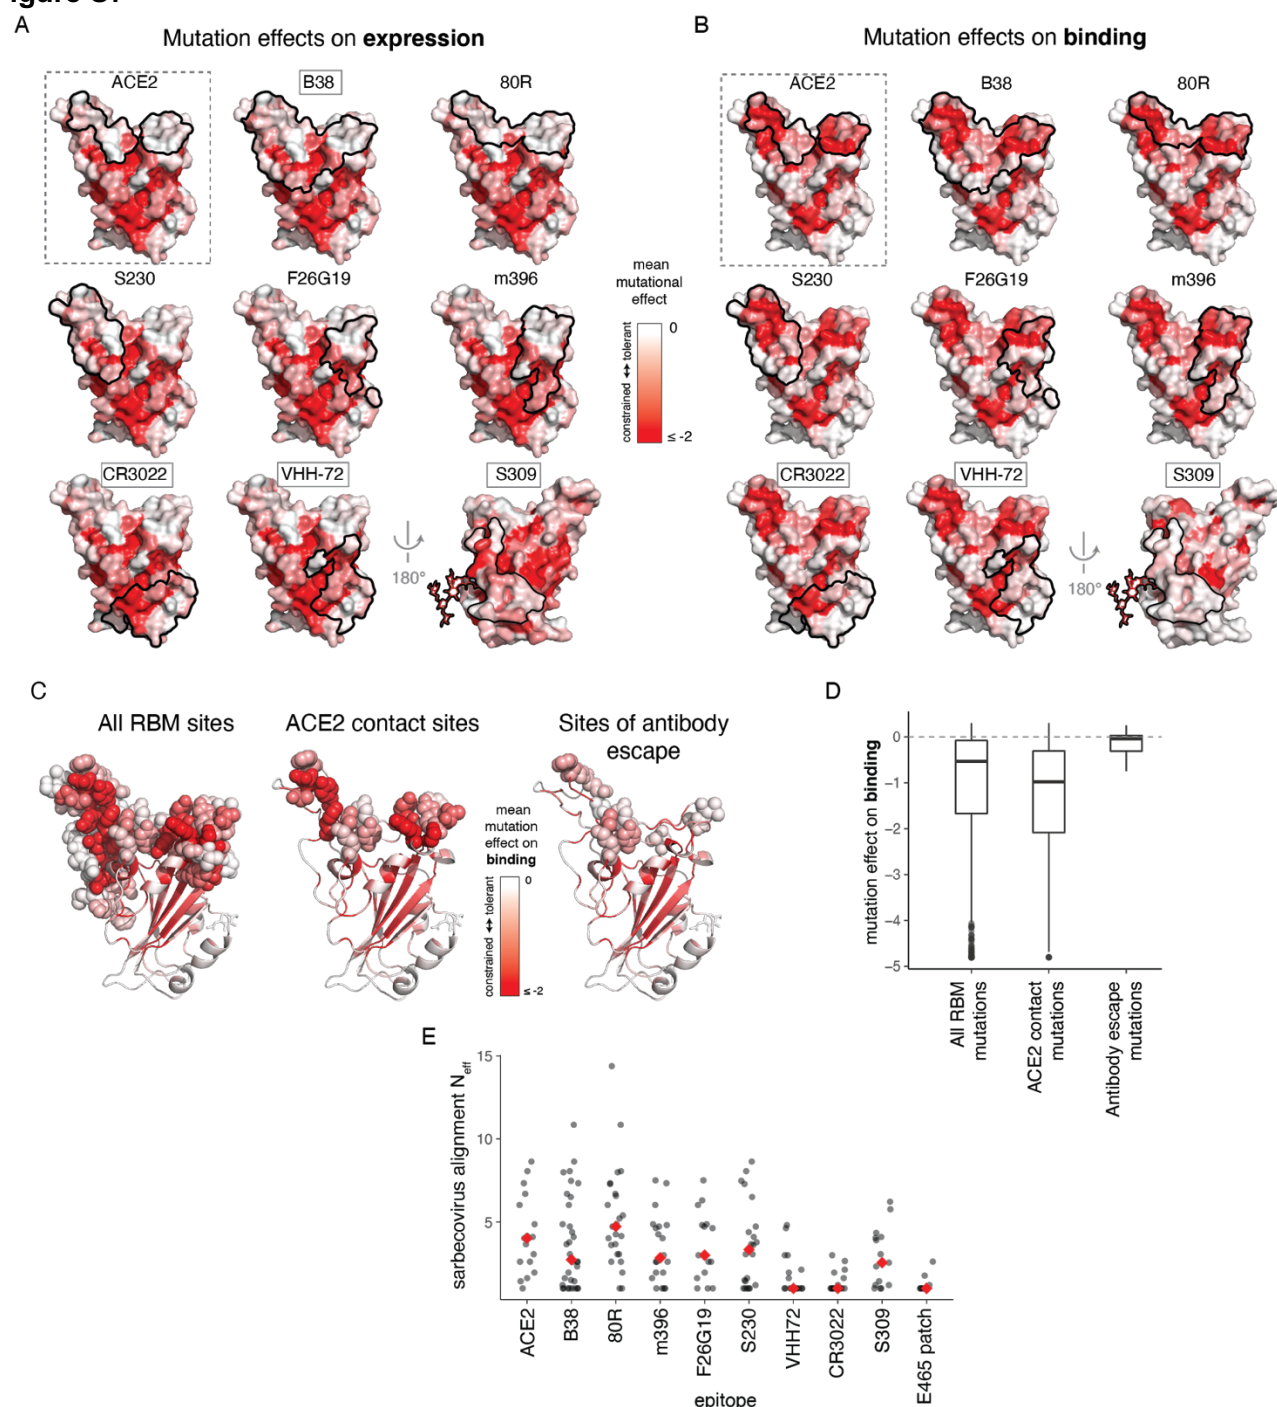 A
Mutation effects on expression
ACE2
B38
80R
S230
F26G19
m396
CR3022
VHH-72
S309
180°
mean
mutational
effect
0
constrained ↔ tolerant
≤ -2
B
Mutation effects on binding
ACE2
B38
80R
S230
F26G19
m396
CR3022
VHH-72
S309
180°
C
All RBM sites
ACE2 contact sites
Sites of antibody
escape
mean
mutation
effect on
binding
0
constrained ↔ tolerant
≤ -2
D
mutation effect on binding
0
−1
−2
−3
−4
−5
All RBM
mutations
ACE2 contact
mutations
Antibody escape
mutations
E
sarbecovirus alignment Neff
15
10
5
ACE2
B38
80R
m396
F26G19
S230
VHH72
CR3022
S309
E465 patch
epitope